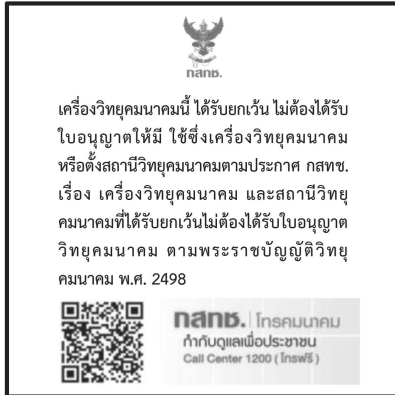 กสทช.
เครื่องวิทยุคมนาคมนี้ ได้รับยกเว้น ไม่ต้องได้รับ
ใบอนุญาตให้มี ใช้ซึ่งเครื่องวิทยุคมนาคม
หรือตั้งสถานีวิทยุคมนาคมตามประกาศ กสทช.
เรื่อง เครื่องวิทยุคมนาคม และสถานีวิทยุ
คมนาคมที่ได้รับยกเว้นไม่ต้องได้รับใบอนุญาต
วิทยุคมนาคม ตามพระราชบัญญัติวิทยุ
คมนาคม พ.ศ. 2498
กสทช. | โทรคมนาคม
กำกับดูแลเพื่อประชาชน
Call Center 1200 (โทรฟรี)